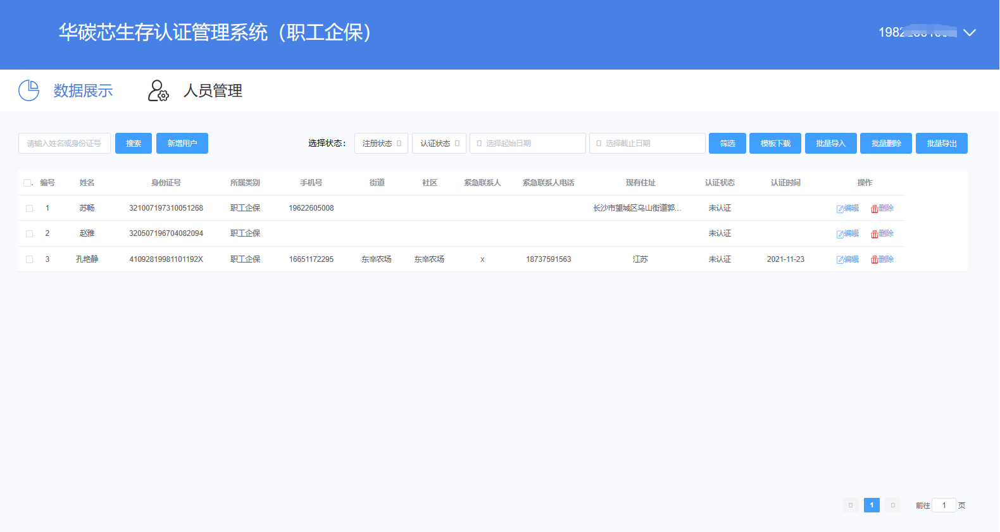 华碳芯生存认证管理系统（职工企保）
数据展示 人员管理
请输入姓名或身份证号 搜索 新增用户 选择状态： 注册状态 认证状态 选择起始日期 选择截止日期 筛选 模板下载 批量导入 批量删除 批量导出
编号 姓名 身份证号 所属类别 手机号 街道 社区 紧急联系人 紧急联系人电话 现有住址 认证状态 认证时间 操作
1 苏畅 321007197310051268 职工企保 19622605008 长沙市望城区乌山街道郭... 未认证 编辑 删除
2 赵雅 320507196704082094 职工企保 未认证 编辑 删除
3 孔艳静 41092819981101192X 职工企保 16651172295 东辛农场 东辛农场 x 18737591563 江苏 未认证 2021-11-23 编辑 删除
1 前往 1 页